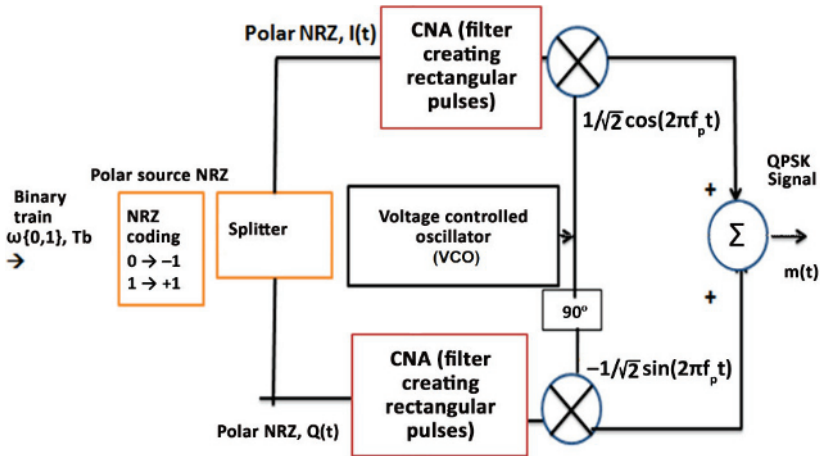 Polar NRZ, I(t)
CNA (filter
creating
rectangular
pulses)
1/√2 cos(2πfₚt)
QPSK
Signal
Polar source NRZ
Binary
train
ω{0,1}, Tb
→
NRZ
coding
0 → −1
1 → +1
Splitter
Voltage controlled
oscillator
(VCO)
+
Σ
m(t)
+
90º
−1/√2 sin(2πfₚt)
CNA (filter
creating
rectangular
pulses)
Polar NRZ, Q(t)